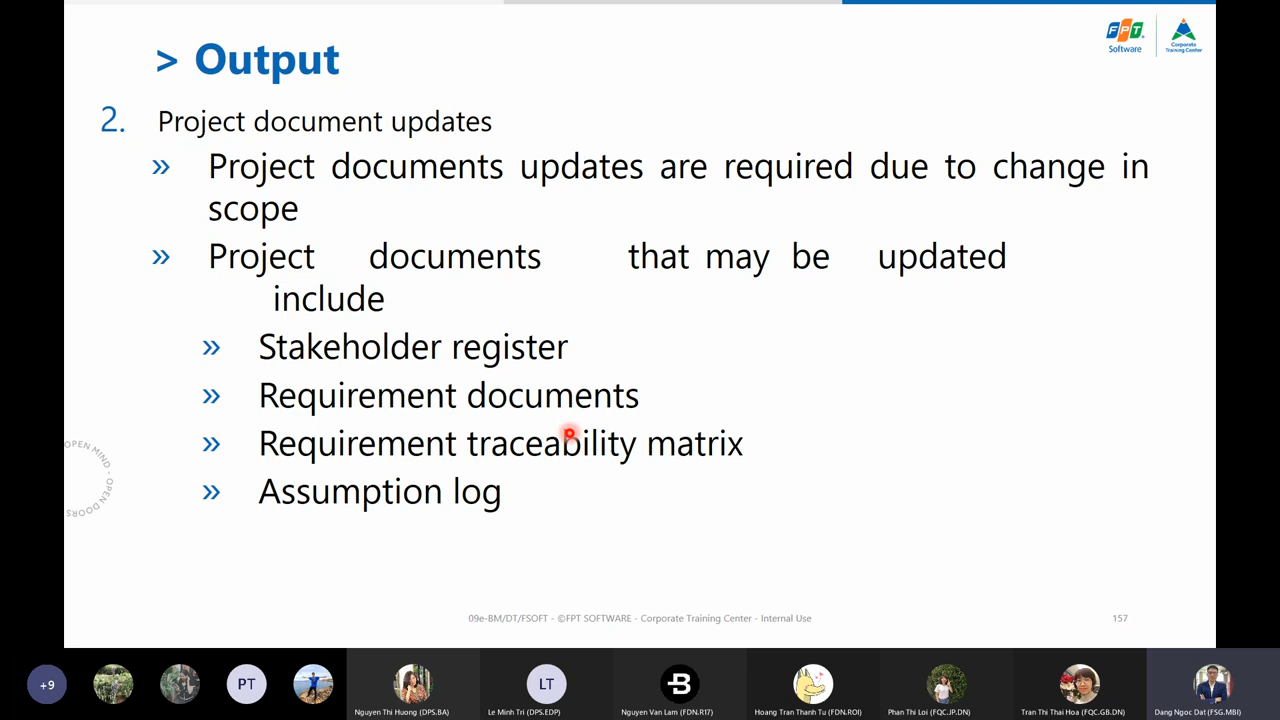 > Output
FPT Software
Corporate Training Center
2. Project document updates
» Project documents updates are required due to change in
scope
» Project documents that may be updated
include
» Stakeholder register
» Requirement documents
» Requirement traceability matrix
» Assumption log
OPEN MIND - OPEN DOORS
09e-BM/DT/FSOFT - ©FPT SOFTWARE - Corporate Training Center - Internal Use
157
+9
PT
LT
B
Nguyen Thi Huong (DPS.BA)
Le Minh Tri (DPS.EDP)
Nguyen Van Lam (FDN.R17)
Hoang Tran Thanh Tu (FDN.ROI)
Phan Thi Loi (FQC.JP.DN)
Tran Thi Thai Hoa (FQC.GB.DN)
Dang Ngoc Dat (FSG.MBI)